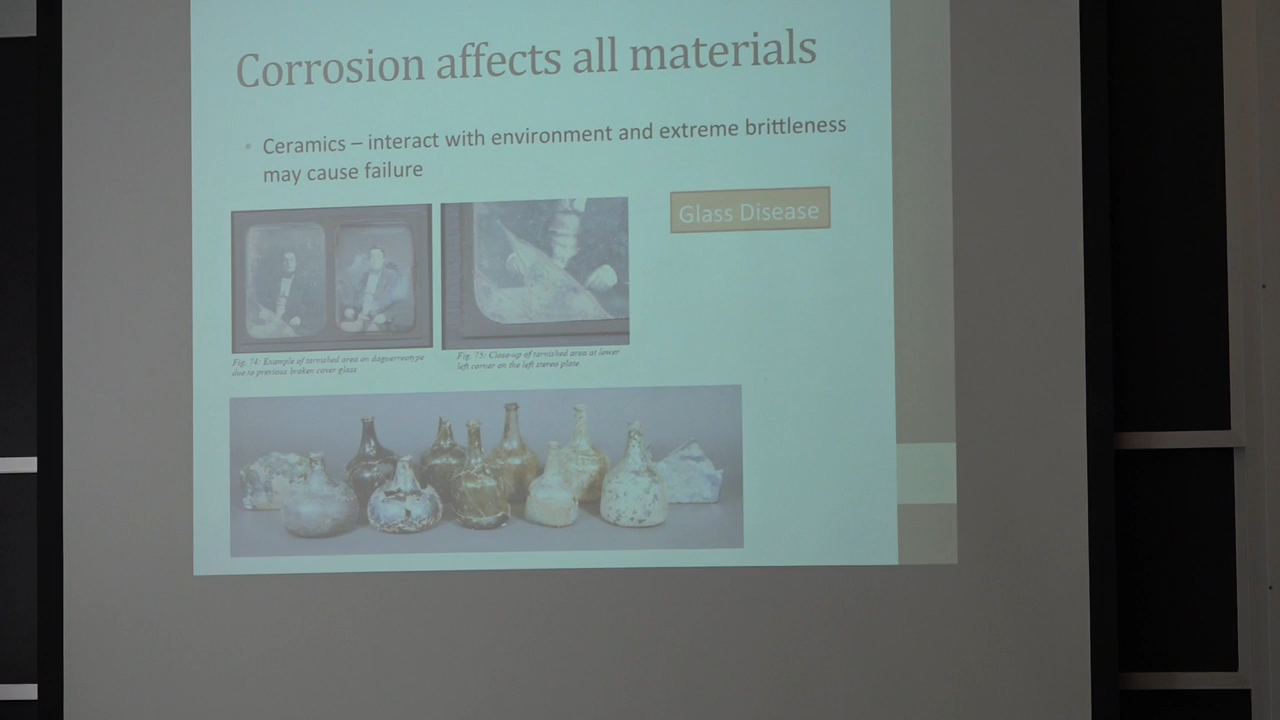 Corrosion affects all materials
• Ceramics – interact with environment and extreme brittleness
may cause failure
Glass Disease
Fig. 74: Example of tarnished area on daguerreotype
due to previous broken cover glass
Fig. 75: Close-up of tarnished area at lower
left corner on the left stereo plate